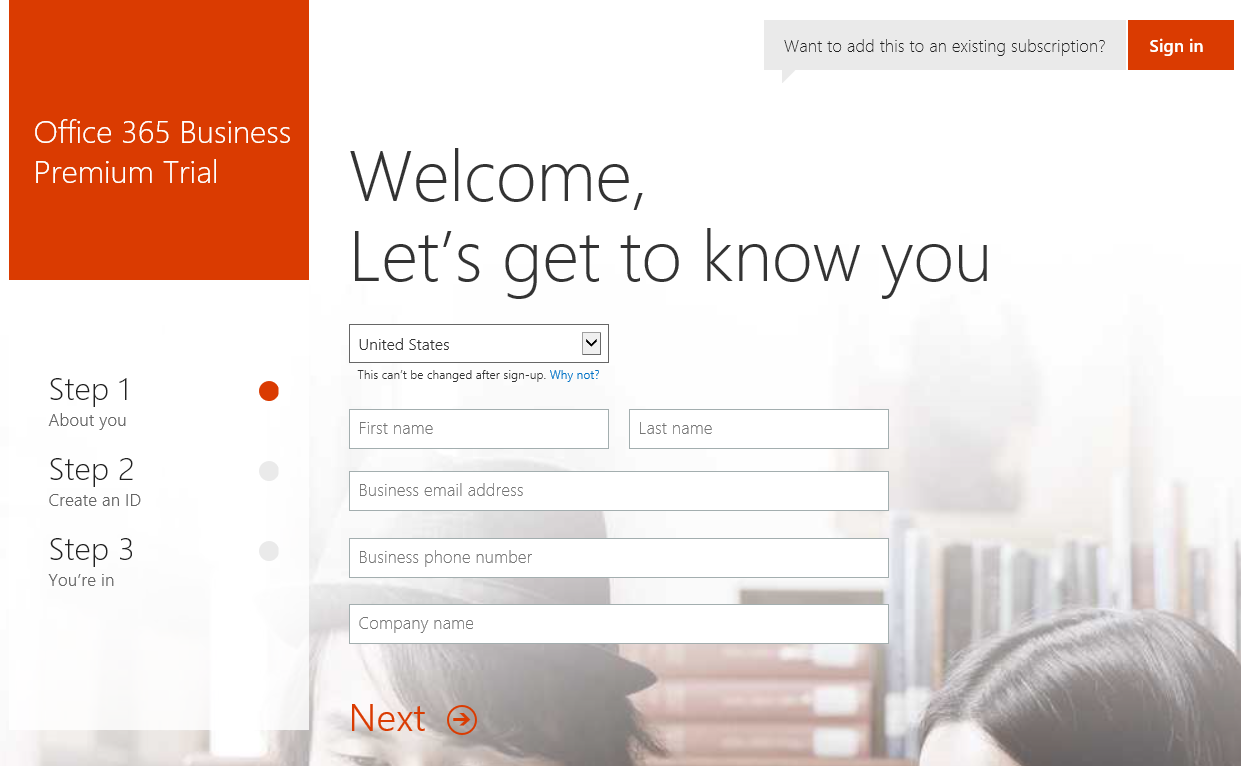 Office 365 Business
Premium Trial
Want to add this to an existing subscription?
Sign in
Welcome,
Let's get to know you
United States
This can't be changed after sign-up. Why not?
First name
Last name
Business email address
Business phone number
Company name
Next
Step 1
About you
Step 2
Create an ID
Step 3
You're in